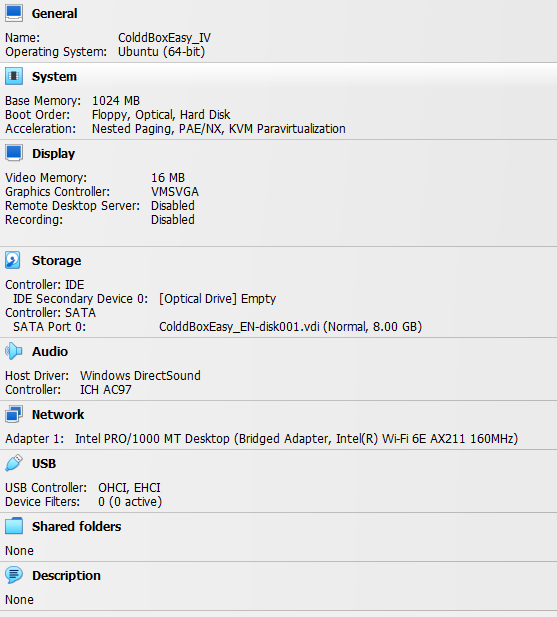 General
Name: ColddBoxEasy_IV
Operating System: Ubuntu (64-bit)
System
Base Memory: 1024 MB
Boot Order: Floppy, Optical, Hard Disk
Acceleration: Nested Paging, PAE/NX, KVM Paravirtualization
Display
Video Memory: 16 MB
Graphics Controller: VMSVGA
Remote Desktop Server: Disabled
Recording: Disabled
Storage
Controller: IDE
IDE Secondary Device 0: [Optical Drive] Empty
Controller: SATA
SATA Port 0: ColddBoxEasy_EN-disk001.vdi (Normal, 8.00 GB)
Audio
Host Driver: Windows DirectSound
Controller: ICH AC97
Network
Adapter 1: Intel PRO/1000 MT Desktop (Bridged Adapter, Intel(R) Wi-Fi 6E AX211 160MHz)
USB
USB Controller: OHCI, EHCI
Device Filters: 0 (0 active)
Shared folders
None
Description
None